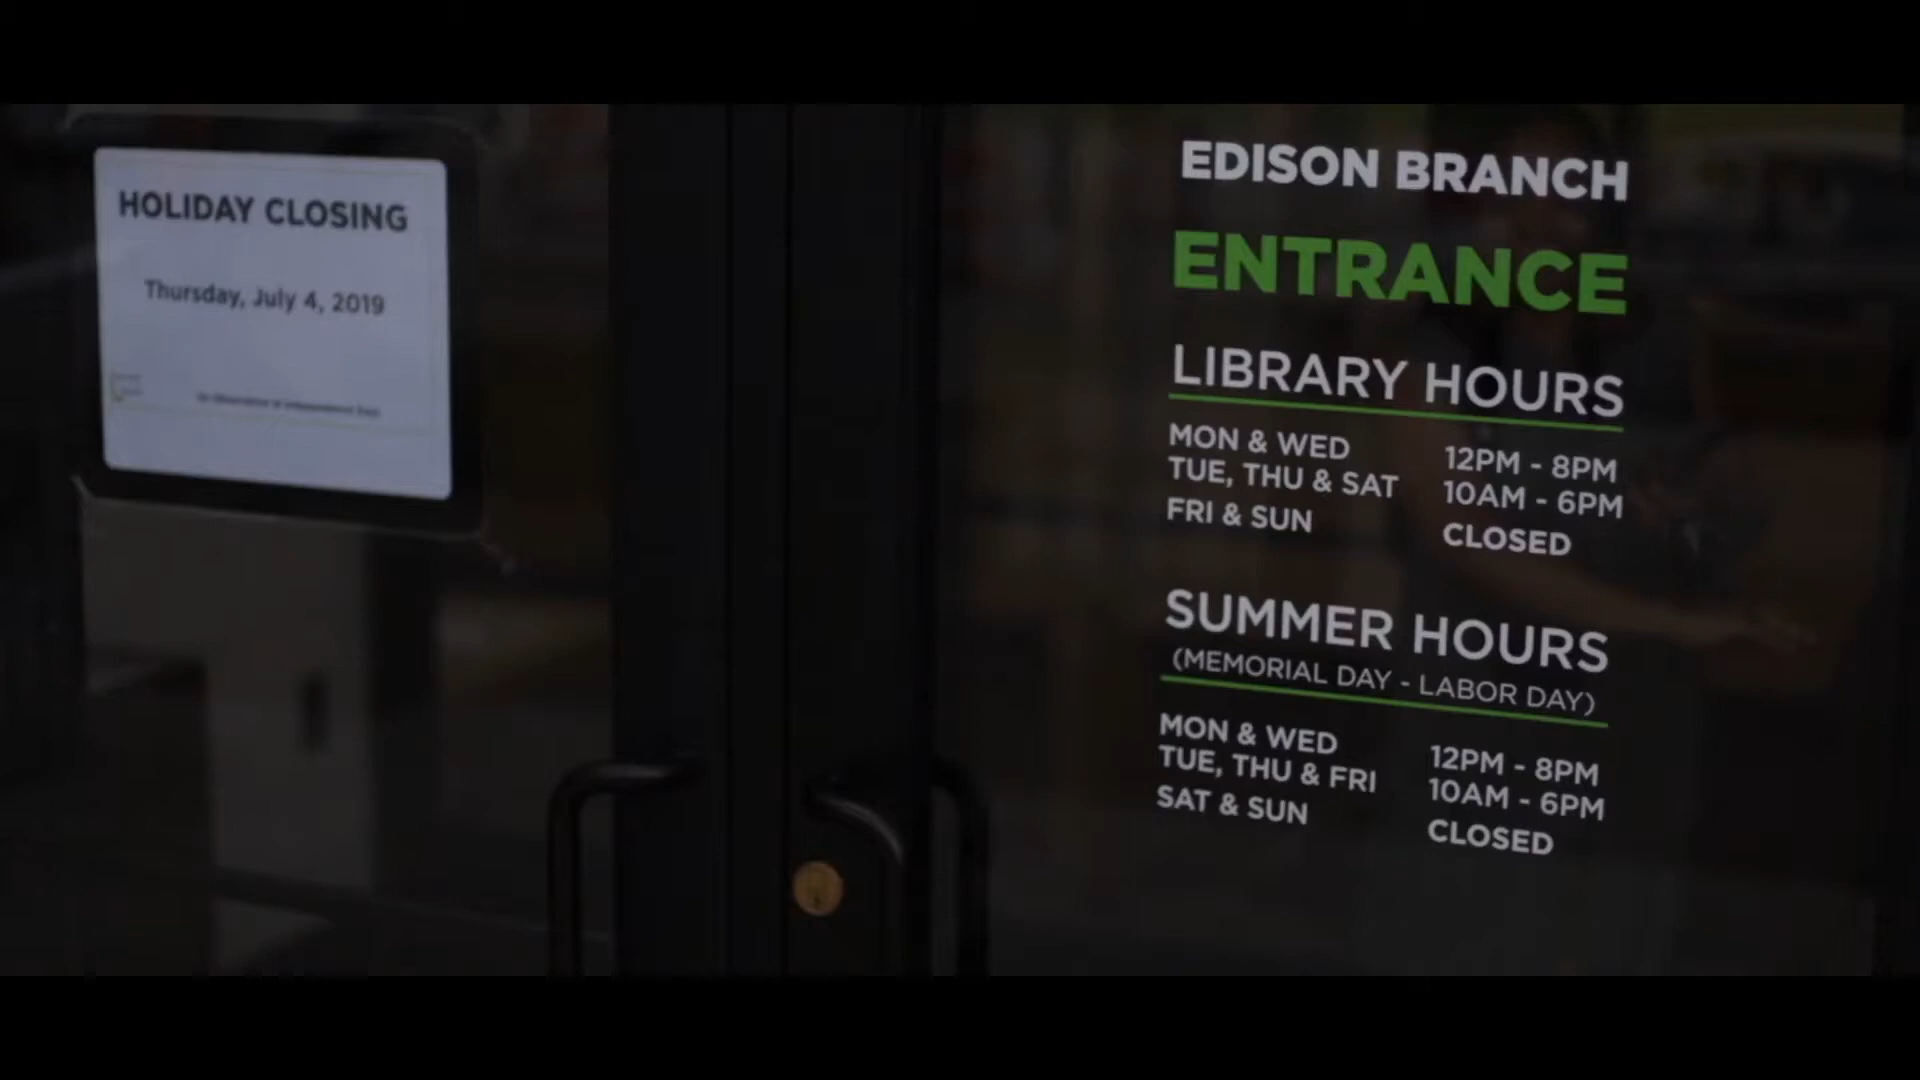 HOLIDAY CLOSING
Thursday, July 4, 2019
EDISON BRANCH
ENTRANCE
LIBRARY HOURS
MON & WED 12PM - 8PM
TUE, THU & SAT 10AM - 6PM
FRI & SUN CLOSED
SUMMER HOURS
(MEMORIAL DAY - LABOR DAY)
MON & WED 12PM - 8PM
TUE, THU & FRI 10AM - 6PM
SAT & SUN CLOSED